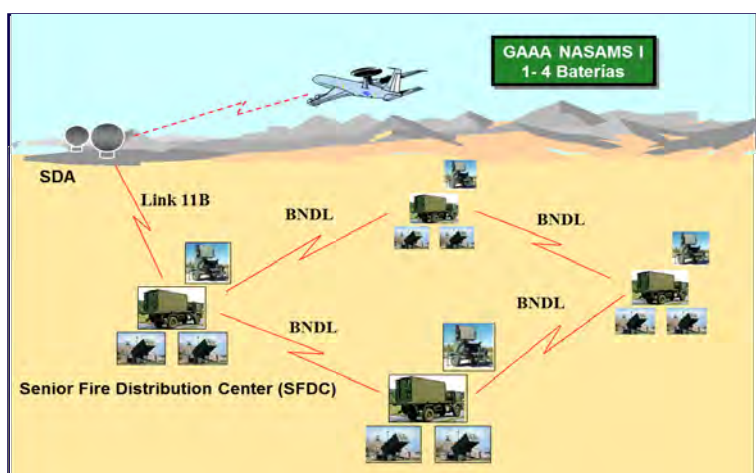 GAAA NASAMS I
1- 4 Baterías
SDA
Link 11B
BNDL
BNDL
BNDL
BNDL
Senior Fire Distribution Center (SFDC)